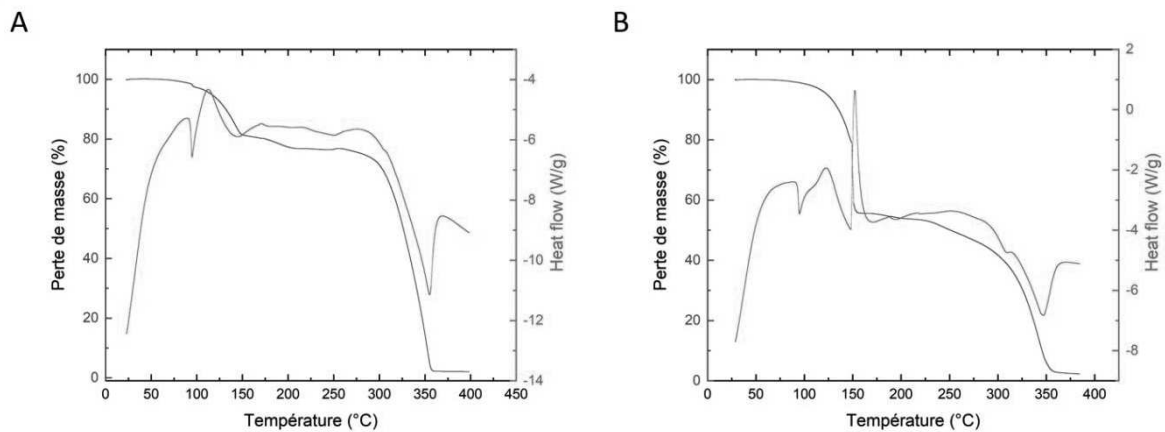 A
B
100
80
60
40
20
0
Perte de masse (%)
-4
-6
-8
-10
-12
-14
Heat flow (W/g)
0 50 100 150 200 250 300 350 400 450
Température (°C)
100
80
60
40
20
0
Perte de masse (%)
2
0
-2
-4
-6
-8
Heat flow (W/g)
0 50 100 150 200 250 300 350 400
Température (°C)